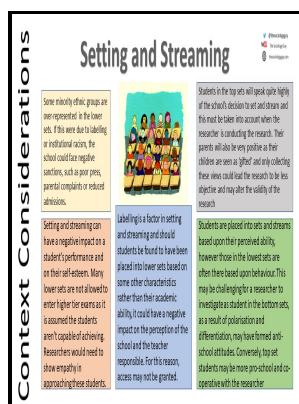 Context Considerations
Setting and Streaming
Some minority ethnic groups are
over-represented in the lower
sets. If this were due to labelling
or institutional racism, the
school could face negative
sanctions, such as poor press,
parental complaints or reduced
admissions.
Students in the top sets will speak quite highly
of the school's decision to set and stream and
this must be taken into account when the
researcher is conducting the research. Their
parents will also be very positive as their
children are seen as 'gifted' and only collecting
these views could lead the research to be less
objective and may alter the validity of the
research
Setting and streaming can
have a negative impact on a
student's performance and
on their self-esteem. Many
lower sets are not allowed to
enter higher tier exams as it
is assumed the students
aren't capable of achieving.
Researchers would need to
show empathy in
approaching these students.
Labelling is a factor in setting
and streaming and should
students be found to have been
placed into lower sets based on
some other characteristics
rather than their academic
ability, it could have a negative
impact on the perception of the
school and the teacher
responsible. For this reason,
access may not be granted.
Students are placed into sets and streams
based upon their perceived ability,
however those in the lowest sets are
often there based upon behaviour. This
may be challenging for a researcher to
investigate as student in the bottom sets,
as a result of polarisation and
differentiation, may have formed anti-
school attitudes. Conversely, top set
students may be more pro-school and co-
operative with the researcher